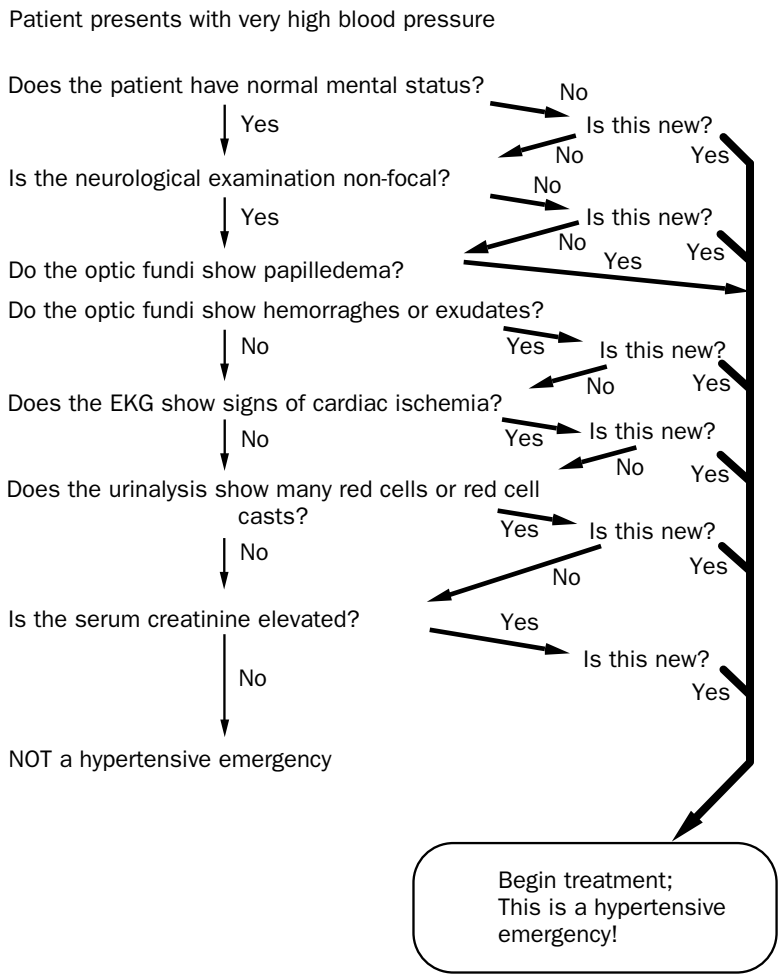 Patient presents with very high blood pressure
Does the patient have normal mental status?
No
Yes
Is this new?
No
Yes
Is the neurological examination non-focal?
No
Yes
Is this new?
No
Yes
Do the optic fundi show papilledema?
Yes
Do the optic fundi show hemorraghes or exudates?
No
Yes
Is this new?
No
Yes
Does the EKG show signs of cardiac ischemia?
No
Yes
Is this new?
No
Yes
Does the urinalysis show many red cells or red cell
casts?
Yes
Is this new?
No
Yes
No
Is the serum creatinine elevated?
Yes
Is this new?
No
Yes
NOT a hypertensive emergency
Begin treatment;
This is a hypertensive
emergency!